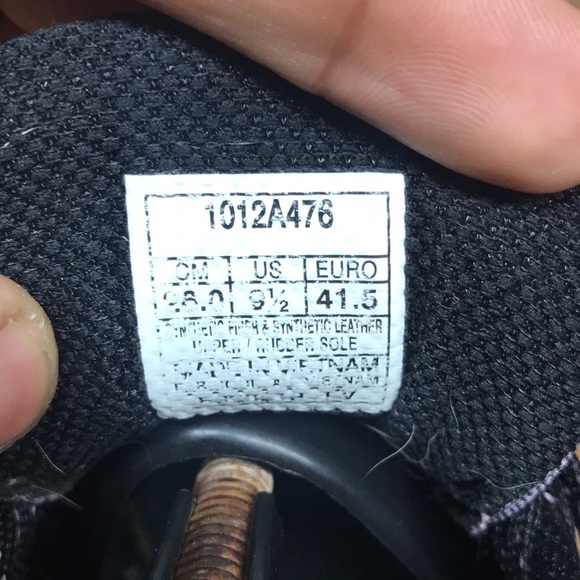 1012A476
CM US EURO
26.0 9½ 41.5
SYNTHETIC FIBER & SYNTHETIC LEATHER
UPPER / RUBBER SOLE
MADE IN VIETNAM